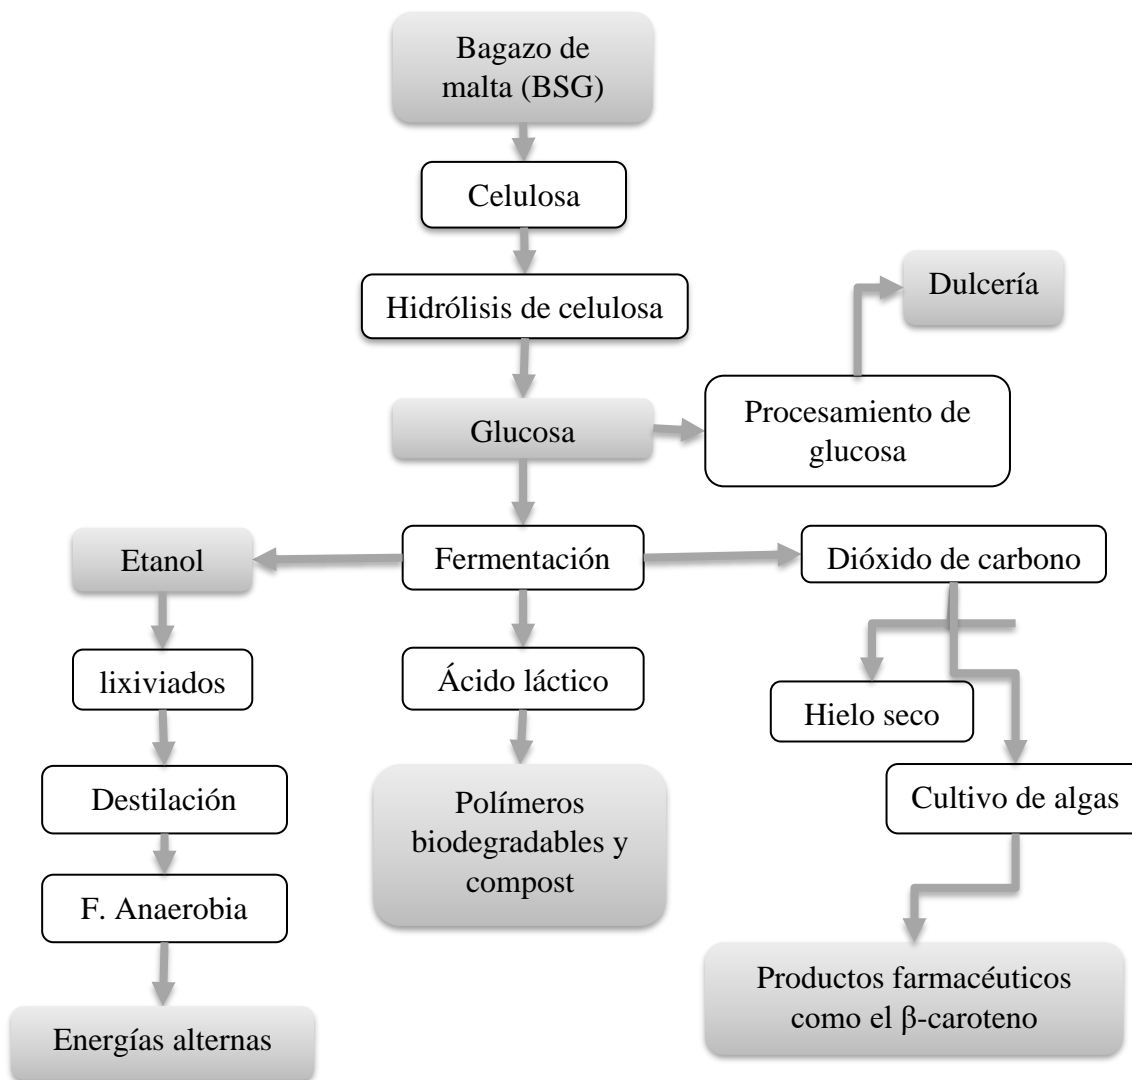 Bagazo de
malta (BSG)
Celulosa
Hidrólisis de celulosa
Dulcería
Glucosa
Procesamiento de
glucosa
Etanol
Fermentación
Dióxido de carbono
lixiviados
Ácido láctico
Hielo seco
Destilación
Polímeros
biodegradables y
compost
Cultivo de algas
F. Anaerobia
Productos farmacéuticos
como el β-caroteno
Energías alternas